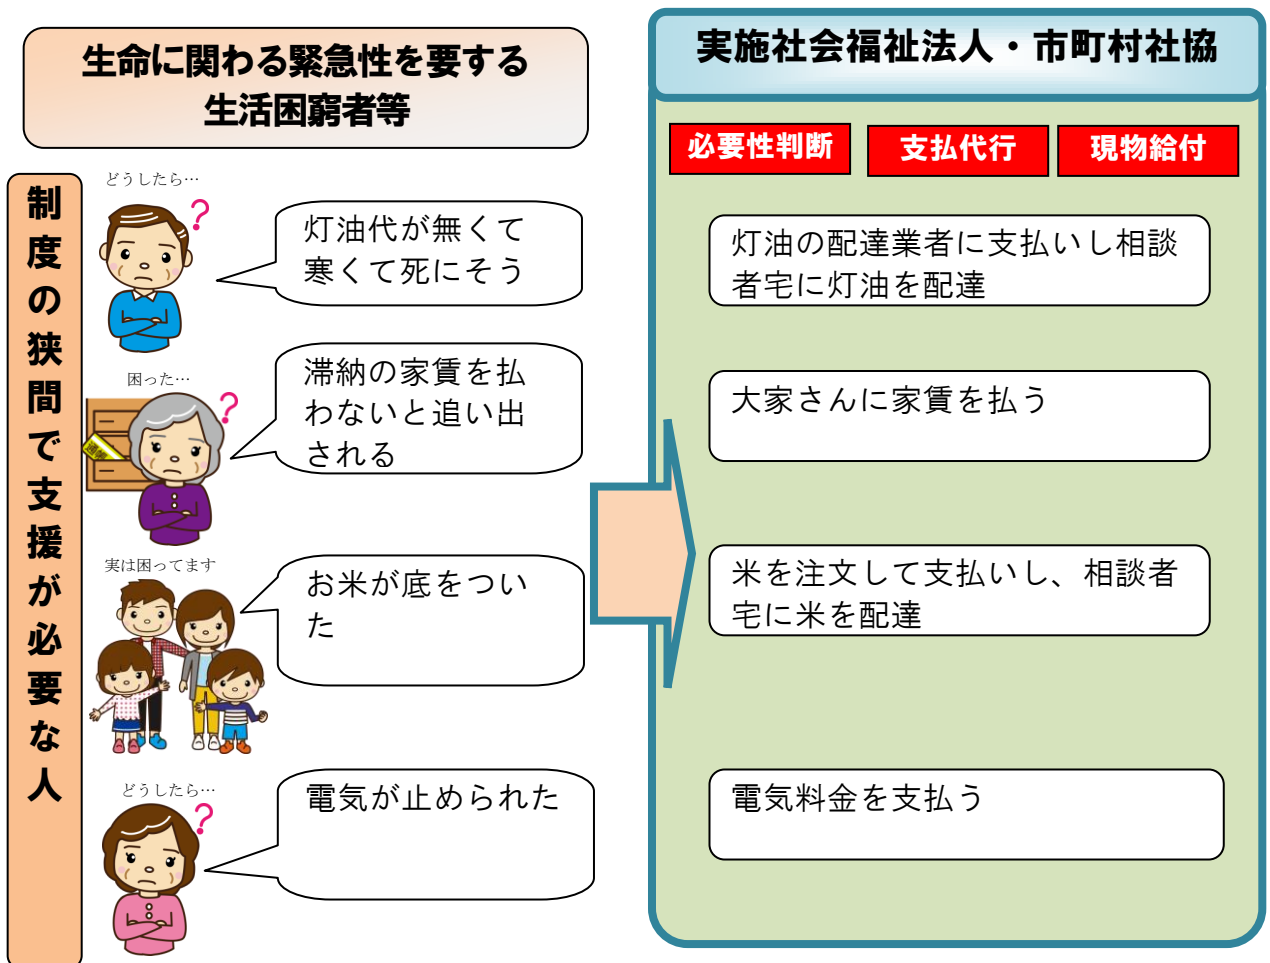 生命に関わる緊急性を要する
生活困窮者等
制度の狭間で支援が必要な人
どうしたら…
灯油代が無くて
寒くて死にそう
困った…
通帳
滞納の家賃を払
わないと追い出
される
実は困ってます
お米が底をつい
た
どうしたら…
電気が止められた
実施社会福祉法人・市町村社協
必要性判断
支払代行
現物給付
灯油の配達業者に支払いし相談
者宅に灯油を配達
大家さんに家賃を払う
米を注文して支払いし、相談者
宅に米を配達
電気料金を支払う